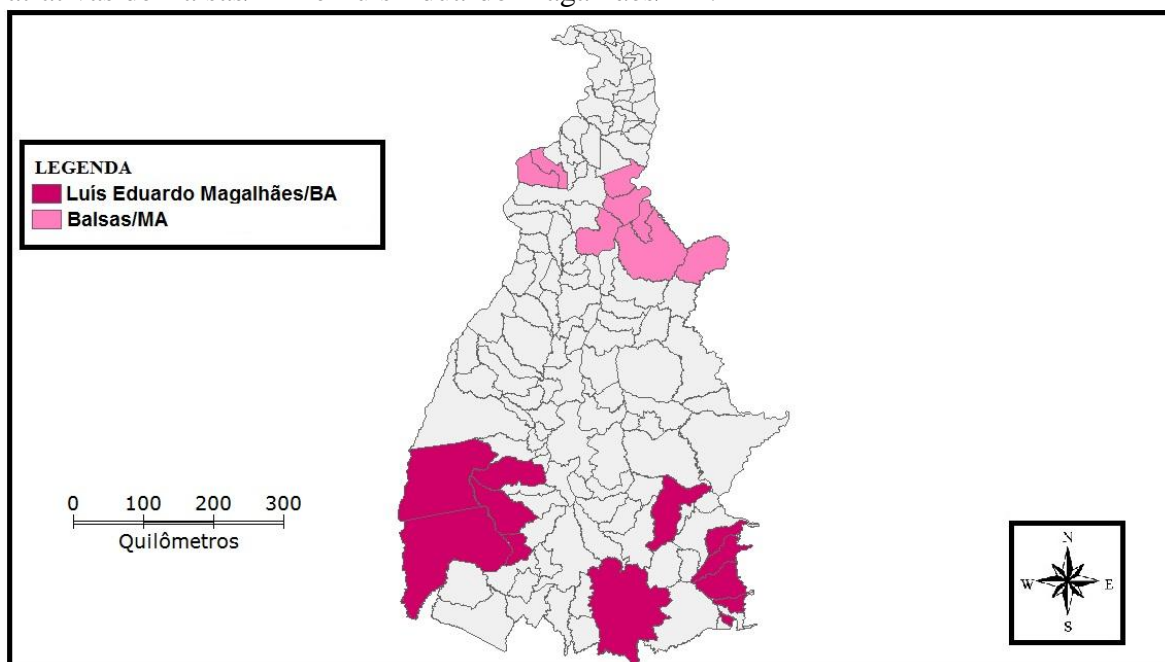 LEGENDA
Luís Eduardo Magalhães/BA
Balsas/MA
0 100 200 300
Quilômetros
N
W E
S